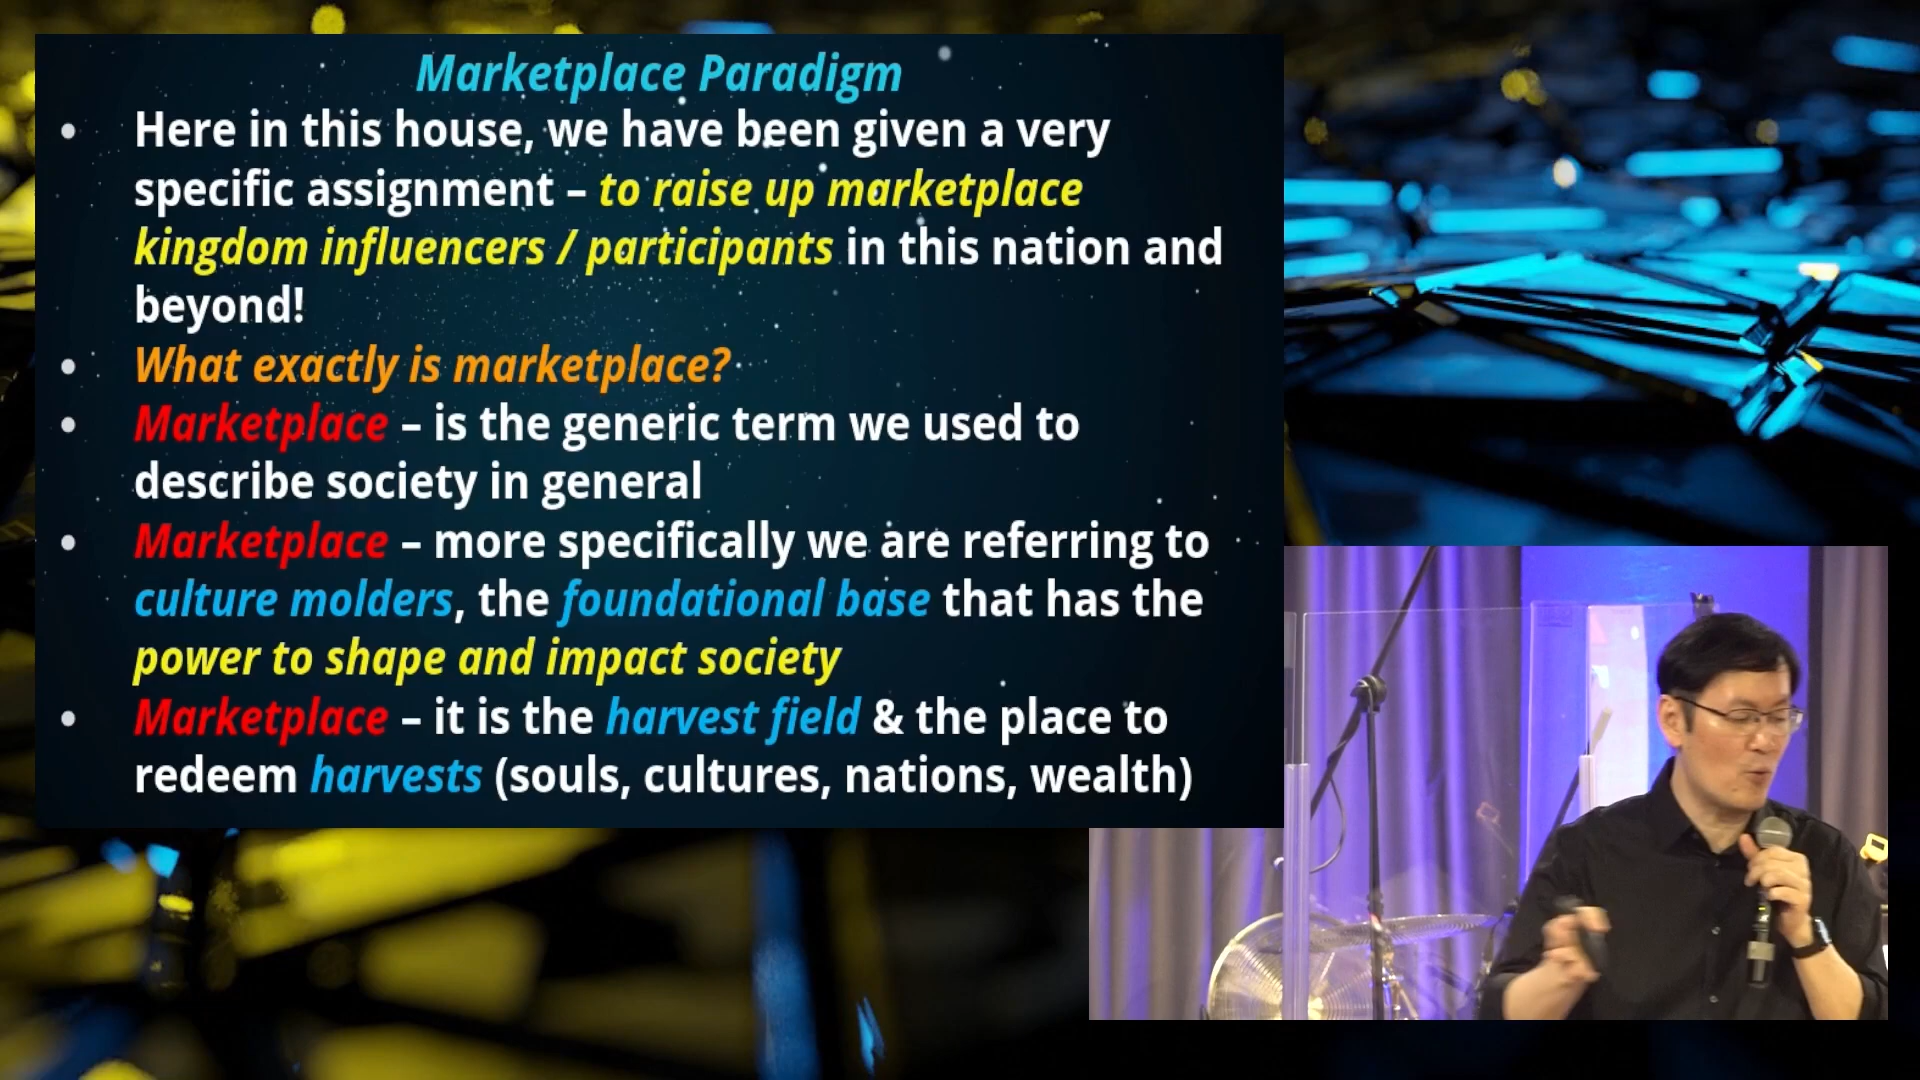 Marketplace Paradigm
• Here in this house, we have been given a very
specific assignment – to raise up marketplace
kingdom influencers / participants in this nation and
beyond!
• What exactly is marketplace?
• Marketplace – is the generic term we used to
describe society in general
• Marketplace – more specifically we are referring to
culture molders, the foundational base that has the
power to shape and impact society
• Marketplace – it is the harvest field & the place to
redeem harvests (souls, cultures, nations, wealth)